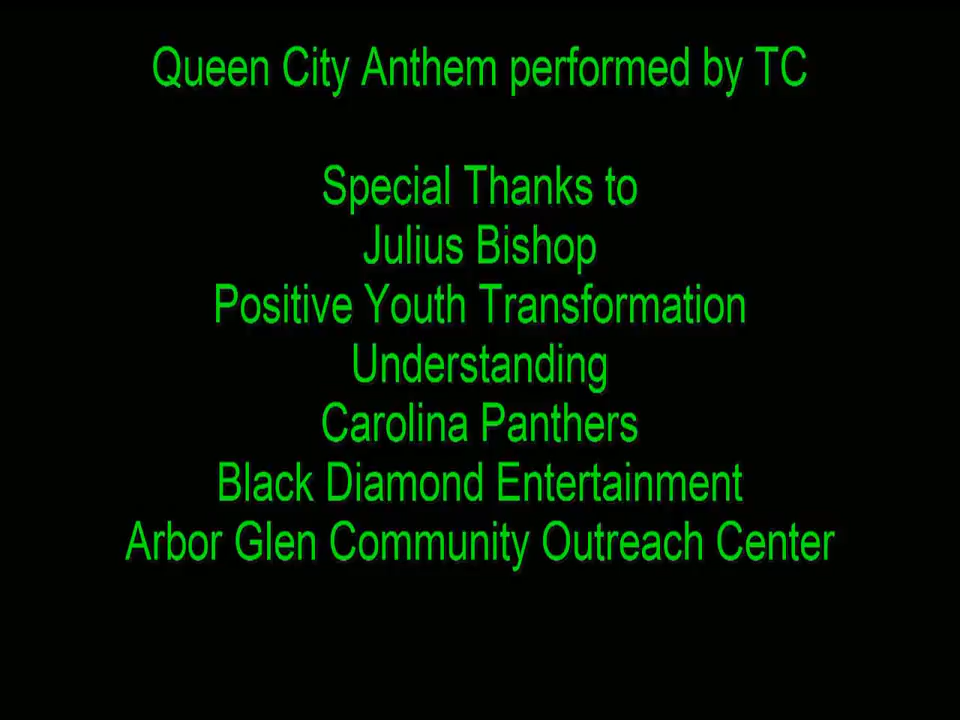 Queen City Anthem performed by TC
Special Thanks to
Julius Bishop
Positive Youth Transformation
Understanding
Carolina Panthers
Black Diamond Entertainment
Arbor Glen Community Outreach Center